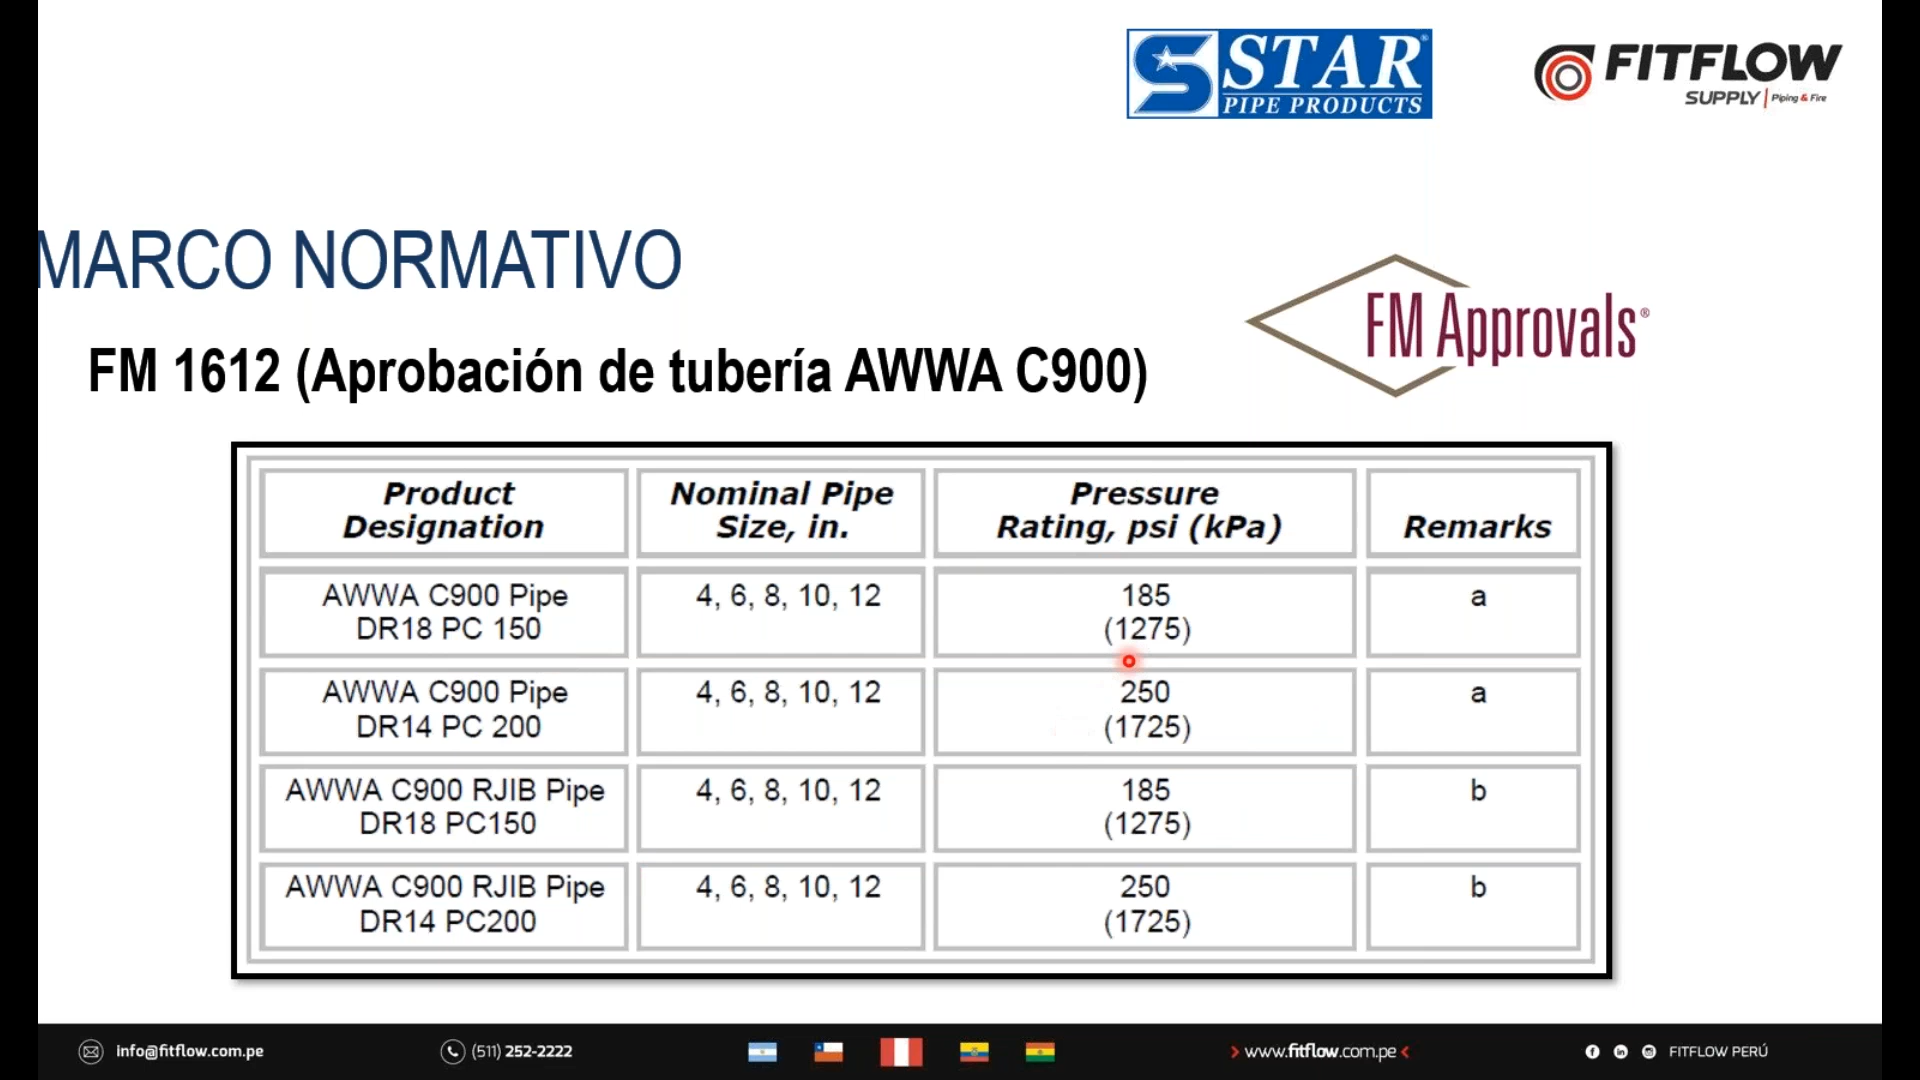 STAR
PIPE PRODUCTS
FITFLOW
SUPPLY | Piping & Fire
MARCO NORMATIVO
FM Approvals®
FM 1612 (Aprobación de tubería AWWA C900)
Product Designation | Nominal Pipe Size, in. | Pressure Rating, psi (kPa) | Remarks
AWWA C900 Pipe DR18 PC 150 | 4, 6, 8, 10, 12 | 185 (1275) | a
AWWA C900 Pipe DR14 PC 200 | 4, 6, 8, 10, 12 | 250 (1725) | a
AWWA C900 RJIB Pipe DR18 PC150 | 4, 6, 8, 10, 12 | 185 (1275) | b
AWWA C900 RJIB Pipe DR14 PC200 | 4, 6, 8, 10, 12 | 250 (1725) | b
info@fitflow.com.pe
(511) 252-2222
www.fitflow.com.pe
FITFLOW PERÚ